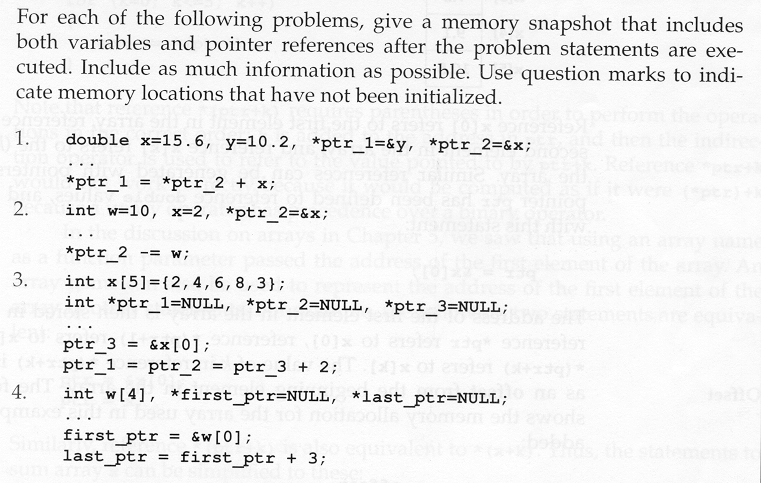 For each of the following problems, give a memory snapshot that includes
both variables and pointer references after the problem statements are exe-
cuted. Include as much information as possible. Use question marks to indi-
cate memory locations that have not been initialized.
1. double x=15.6, y=10.2, *ptr_1=&y, *ptr_2=&x;
...
*ptr_1 = *ptr_2 + x;
2. int w=10, x=2, *ptr_2=&x;
...
*ptr_2 -= w;
3. int x[5]={2,4,6,8,3};
int *ptr_1=NULL, *ptr_2=NULL, *ptr_3=NULL;
...
ptr_3 = &x[0];
ptr_1 = ptr_2 = ptr_3 + 2;
4. int w[4], *first_ptr=NULL, *last_ptr=NULL;
...
first_ptr = &w[0];
last_ptr = first_ptr + 3;